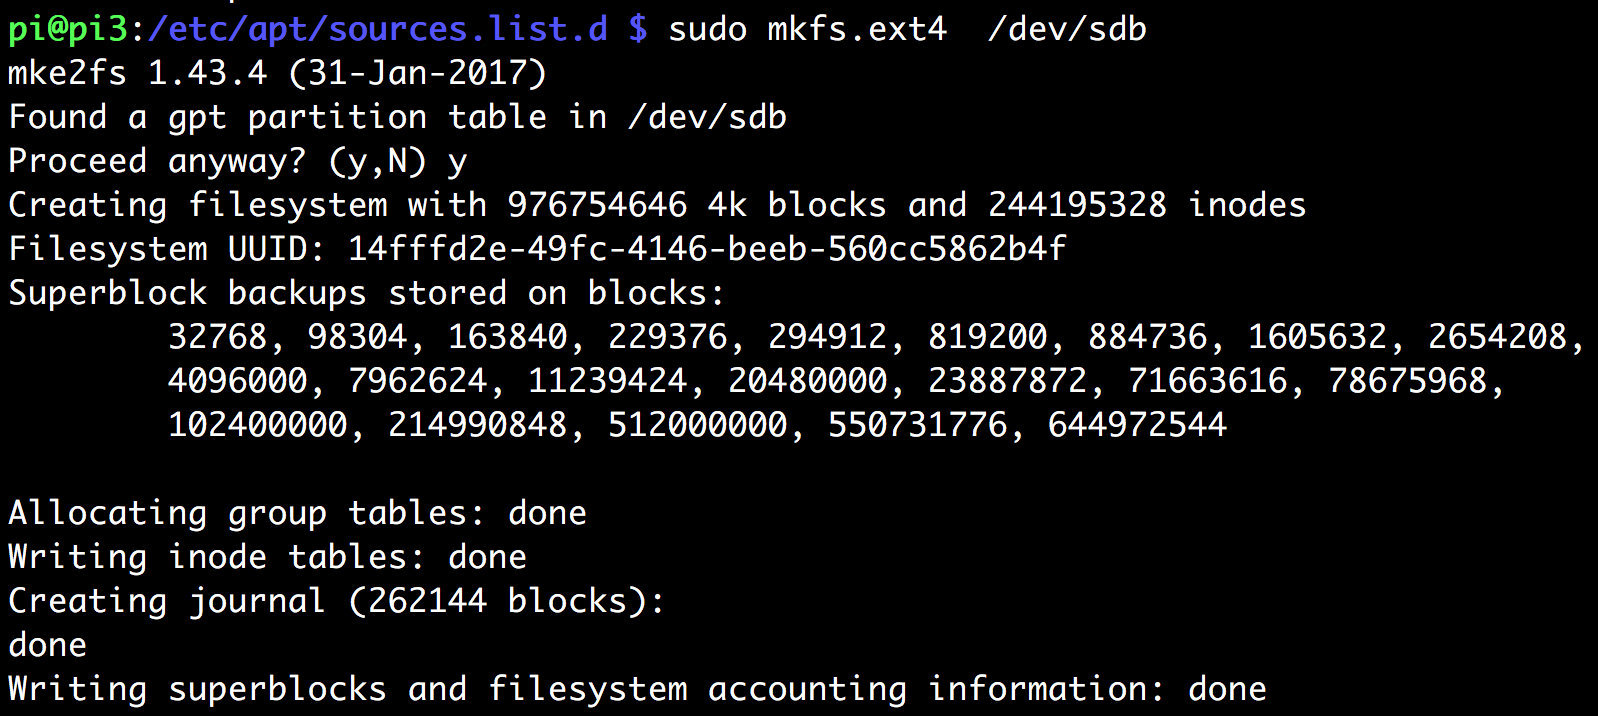 pi@pi3:/etc/apt/sources.list.d $ sudo mkfs.ext4  /dev/sdb
mke2fs 1.43.4 (31-Jan-2017)
Found a gpt partition table in /dev/sdb
Proceed anyway? (y,N) y
Creating filesystem with 976754646 4k blocks and 244195328 inodes
Filesystem UUID: 14fffd2e-49fc-4146-beeb-560cc5862b4f
Superblock backups stored on blocks:
        32768, 98304, 163840, 229376, 294912, 819200, 884736, 1605632, 2654208,
        4096000, 7962624, 11239424, 20480000, 23887872, 71663616, 78675968,
        102400000, 214990848, 512000000, 550731776, 644972544
Allocating group tables: done
Writing inode tables: done
Creating journal (262144 blocks):
done
Writing superblocks and filesystem accounting information: done